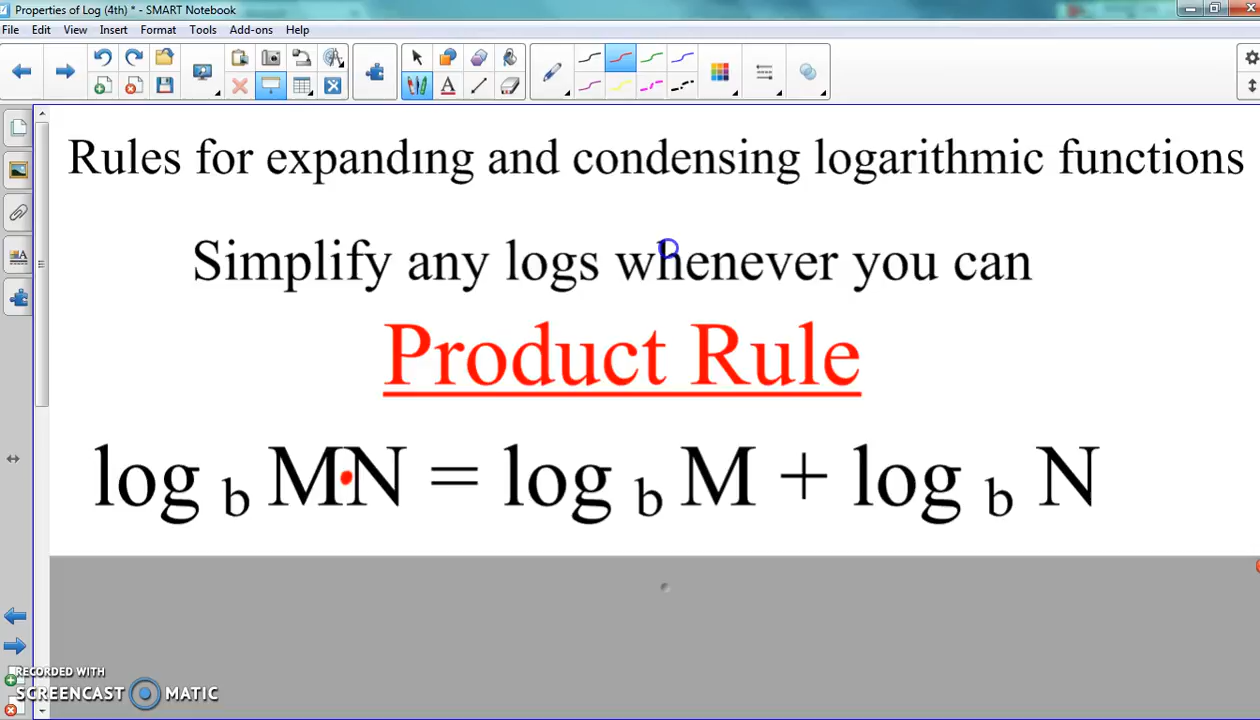 Properties of Log (4th) * - SMART Notebook
File Edit View Insert Format Tools Add-ons Help
Rules for expandıng and condensing logarithmic functions
Simplify any logs whenever you can
Product Rule
log b M•N = log b M + log b N
RECORDED WITH
SCREENCAST MATIC